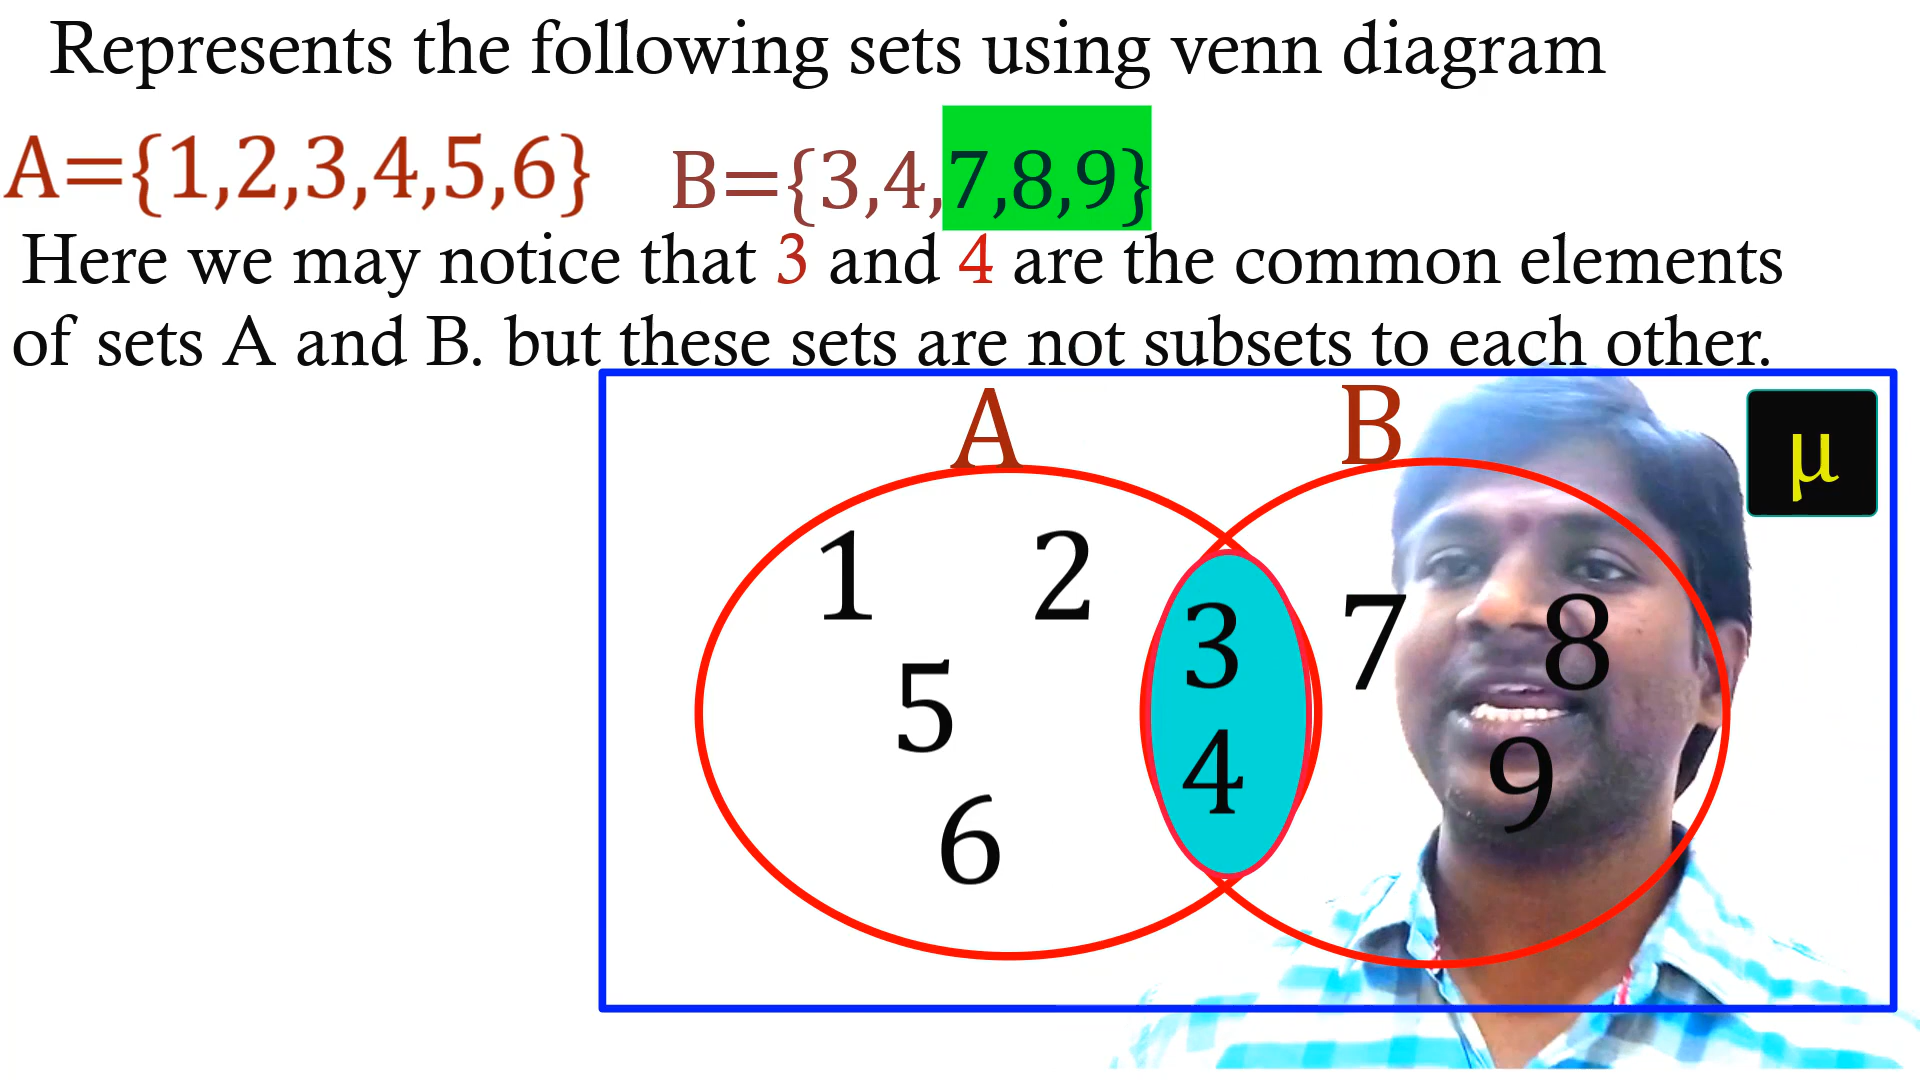 Represents the following sets using venn diagram
A={1,2,3,4,5,6} B={3,4,7,8,9}
Here we may notice that 3 and 4 are the common elements
of sets A and B. but these sets are not subsets to each other.
A B μ
1 2
3 7 8
5
4 9
6